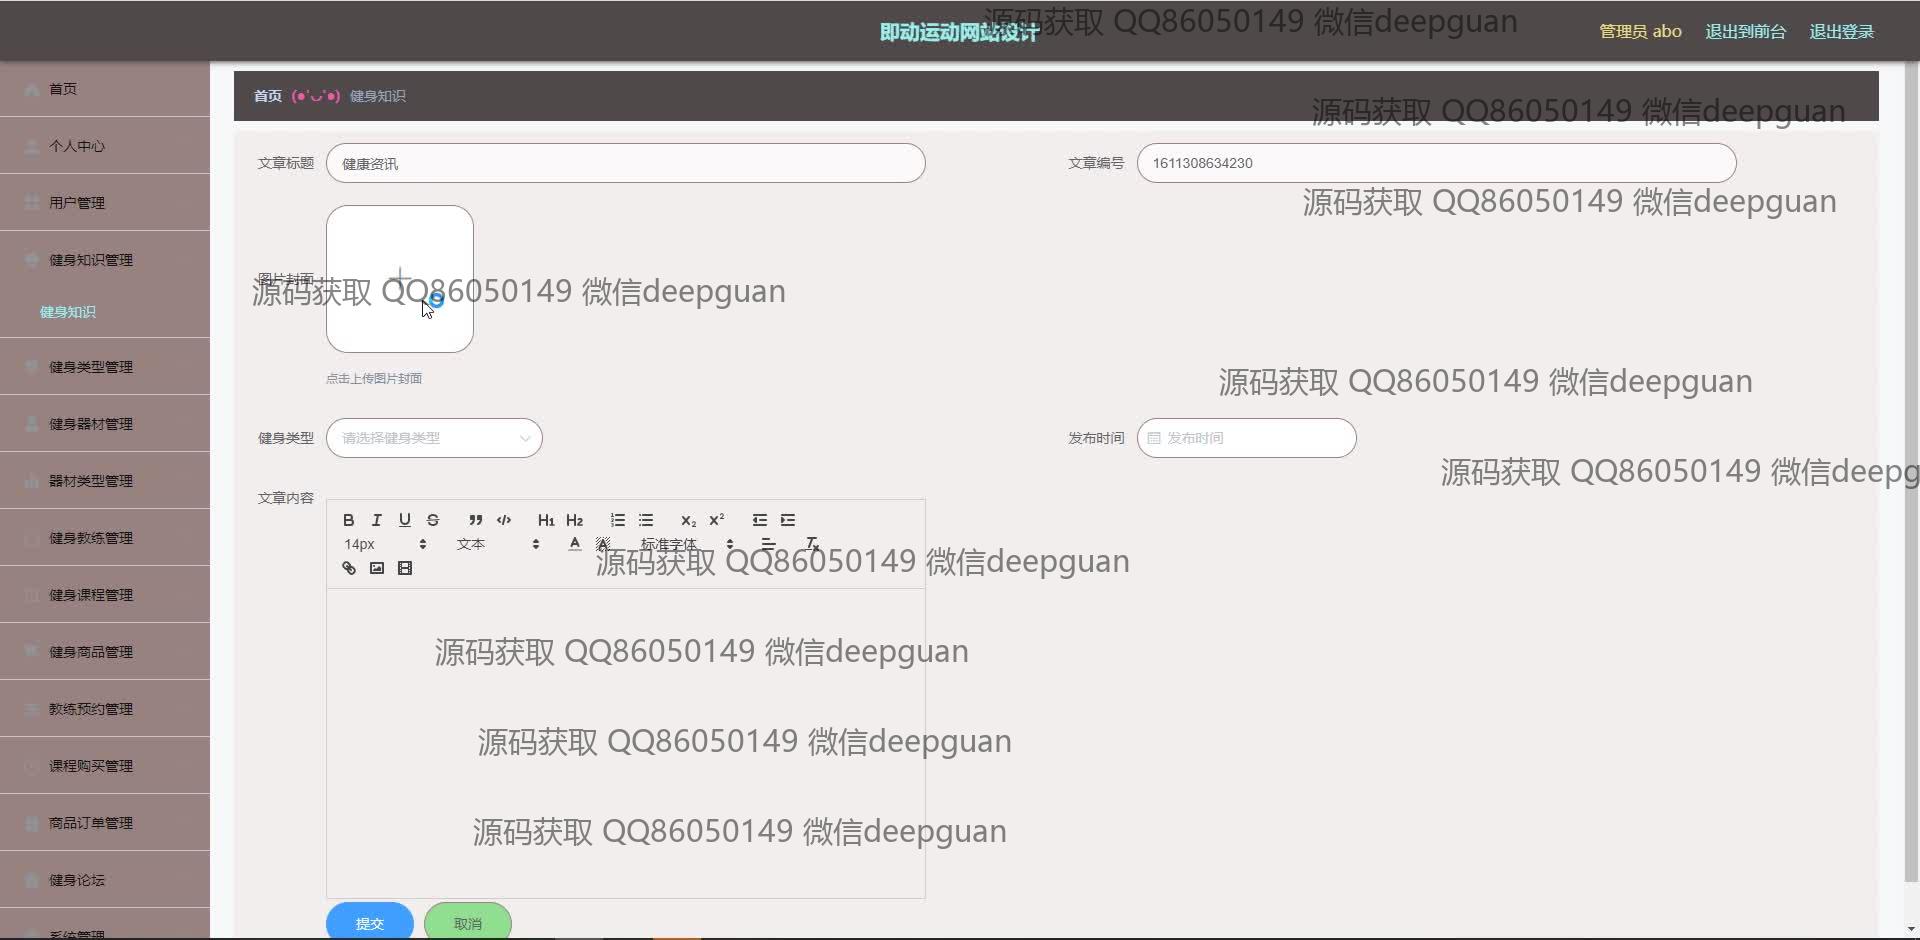 即动运动网站设计
源码获取 QQ86050149 微信deepguan
管理员 abo
退出到前台
退出登录
首页
个人中心
用户管理
健身知识管理
健身知识
健身类型管理
健身器材管理
器材类型管理
健身教练管理
健身课程管理
健身商品管理
教练预约管理
课程购买管理
商品订单管理
健身论坛
系统管理
首页 (●'◡'●) 健身知识
源码获取 QQ86050149 微信deepguan
文章标题 健康资讯
文章编号 1611308634230
源码获取 QQ86050149 微信deepguan
图片封面
源码获取 QQ86050149 微信deepguan
点击上传图片封面
源码获取 QQ86050149 微信deepguan
健身类型 请选择健身类型
发布时间 发布时间
源码获取 QQ86050149 微信deepg
文章内容
B I U S H1 H2 X2 X2
14px 文本 A A 标准字体
源码获取 QQ86050149 微信deepguan
源码获取 QQ86050149 微信deepguan
源码获取 QQ86050149 微信deepguan
源码获取 QQ86050149 微信deepguan
提交 取消